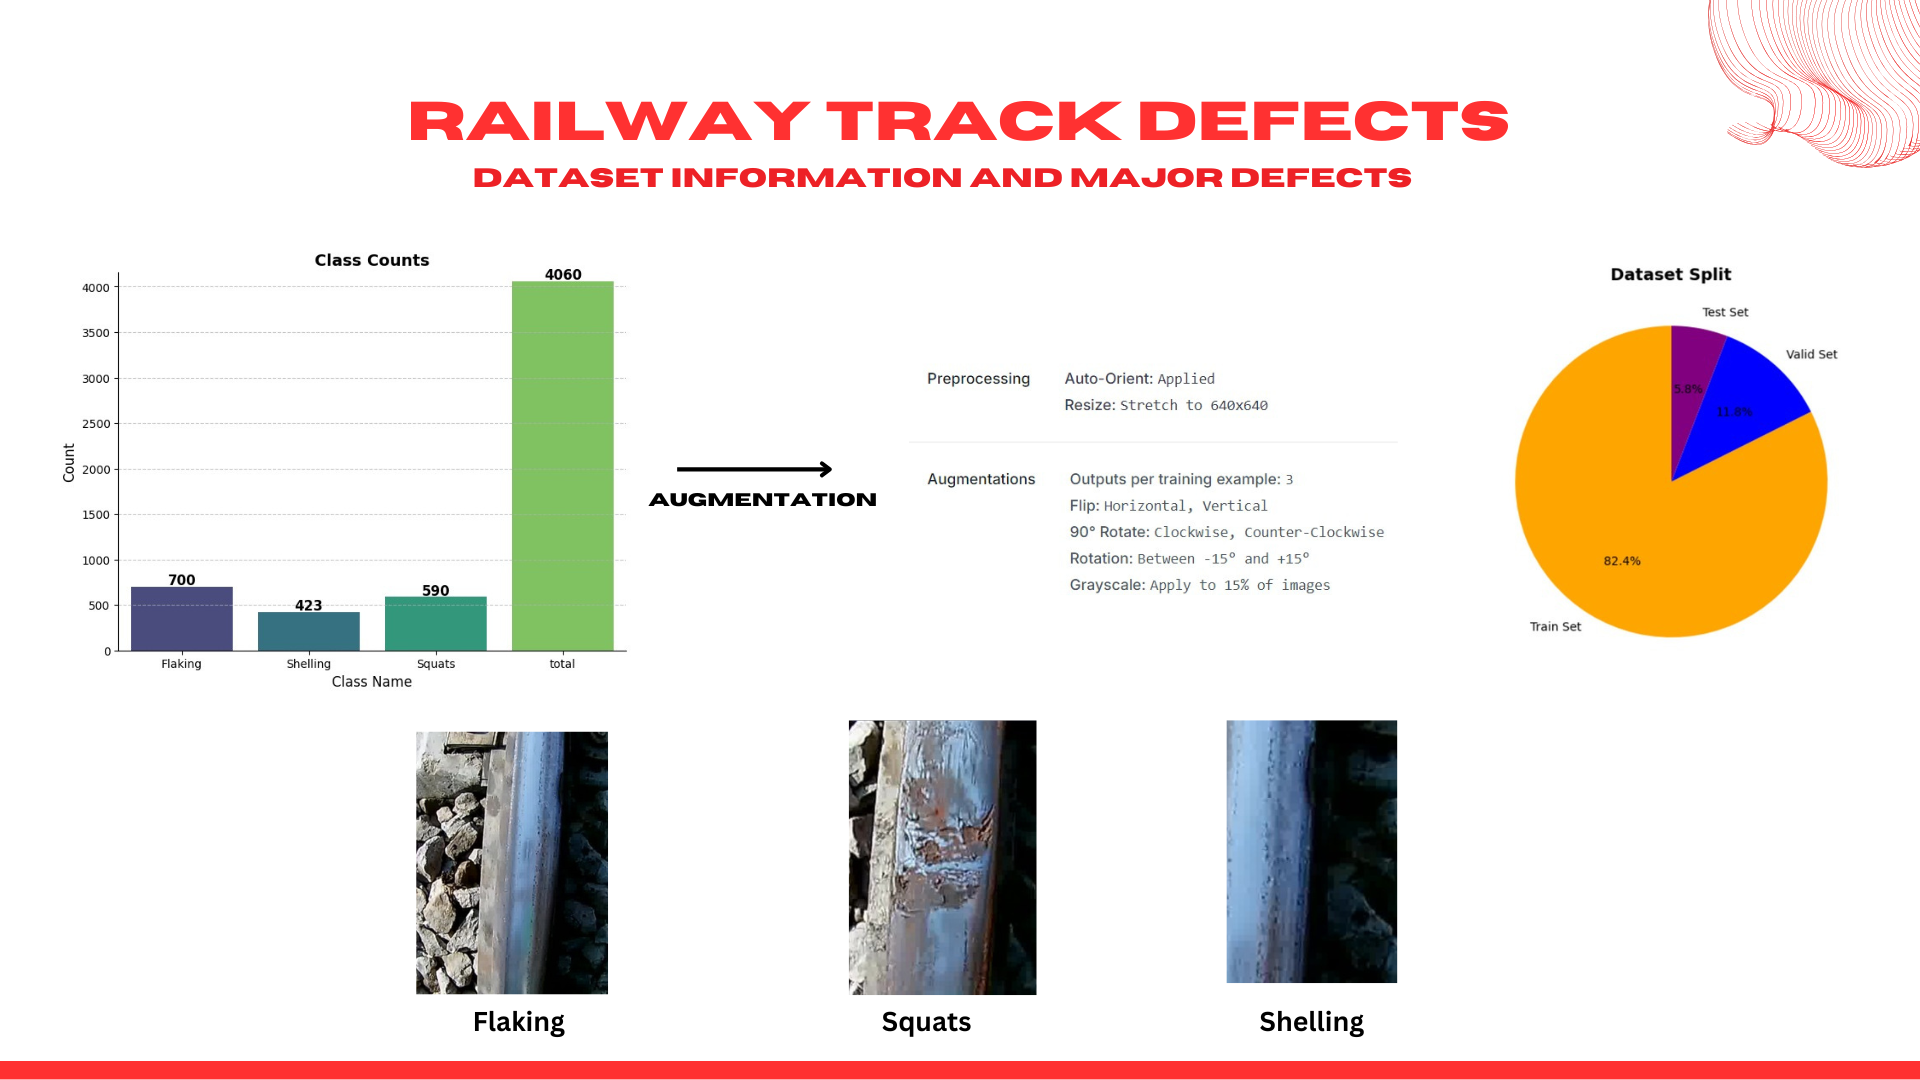 RAILWAY TRACK DEFECTS
DATASET INFORMATION AND MAJOR DEFECTS
Class Counts
4060
4000
3500
3000
2500
2000
1500
1000
500
0
Count
700
423
590
Flaking
Shelling
Squats
total
Class Name
AUGMENTATION
Preprocessing
Auto-Orient: Applied
Resize: Stretch to 640x640
Augmentations
Outputs per training example: 3
Flip: Horizontal, Vertical
90° Rotate: Clockwise, Counter-Clockwise
Rotation: Between -15° and +15°
Grayscale: Apply to 15% of images
Dataset Split
Test Set
Valid Set
5.8%
11.8%
82.4%
Train Set
Flaking
Squats
Shelling